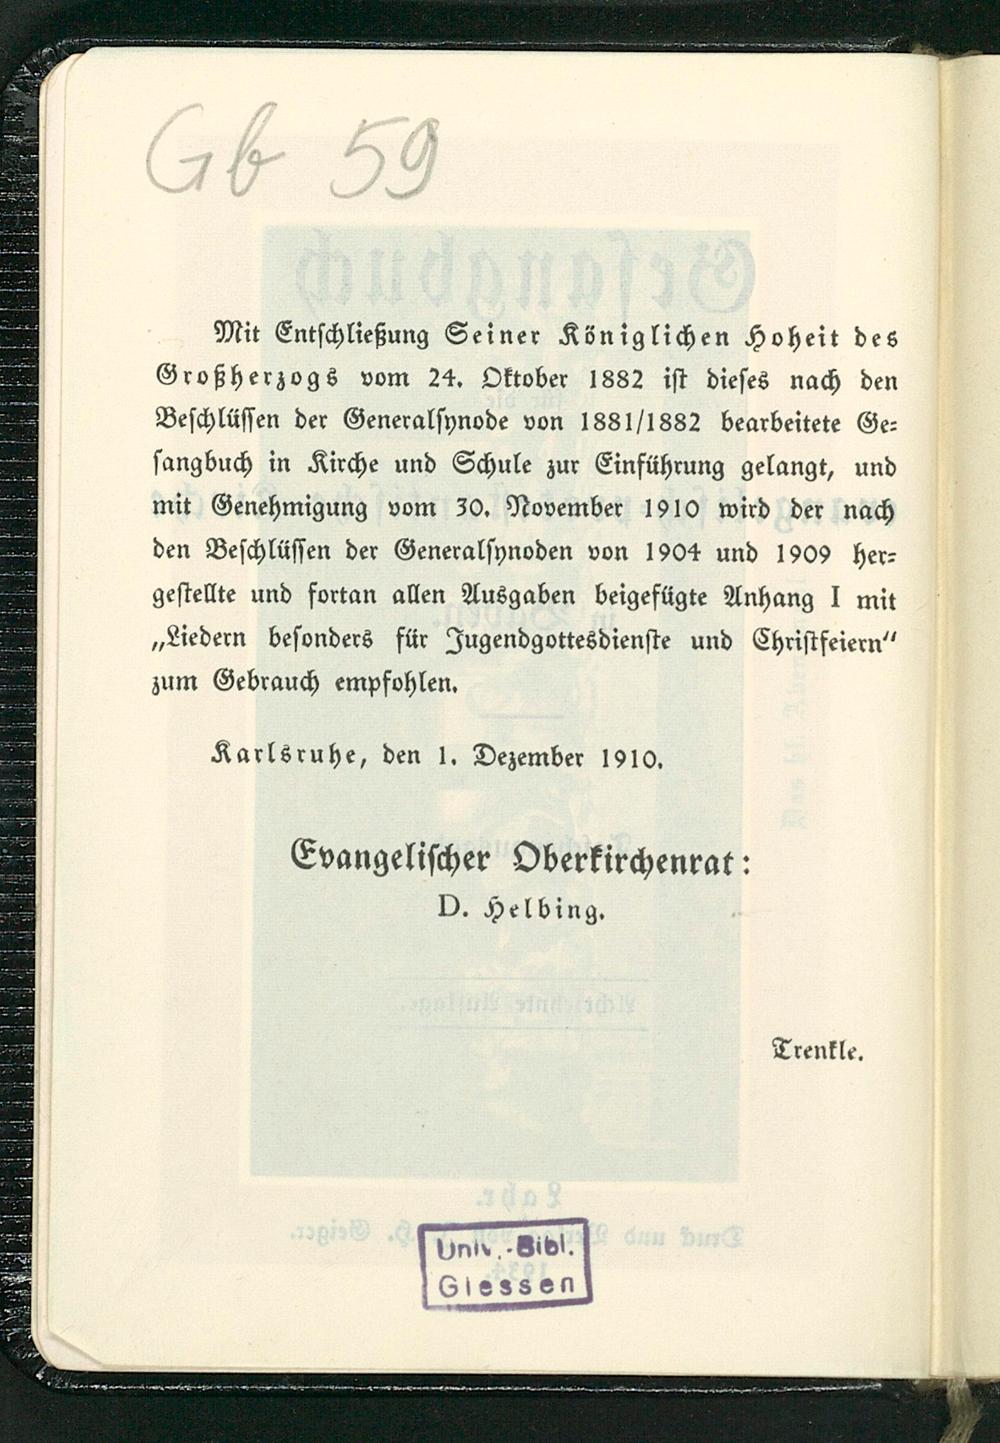 Gb 59
Mit Entschließung Seiner Königlichen Hoheit des
Großherzogs vom 24. Oktober 1882 ist dieses nach den
Beschlüssen der Generalsynode von 1881/1882 bearbeitete Ge-
sangbuch in Kirche und Schule zur Einführung gelangt, und
mit Genehmigung vom 30. November 1910 wird der nach
den Beschlüssen der Generalsynoden von 1904 und 1909 her-
gestellte und fortan allen Ausgaben beigefügte Anhang I mit
„Liedern besonders für Jugendgottesdienste und Christfeiern“
zum Gebrauch empfohlen.
Karlsruhe, den 1. Dezember 1910.
Evangelischer Oberkirchenrat:
D. Helbing.
Trenkle.
Univ.-Bibl.
Giessen